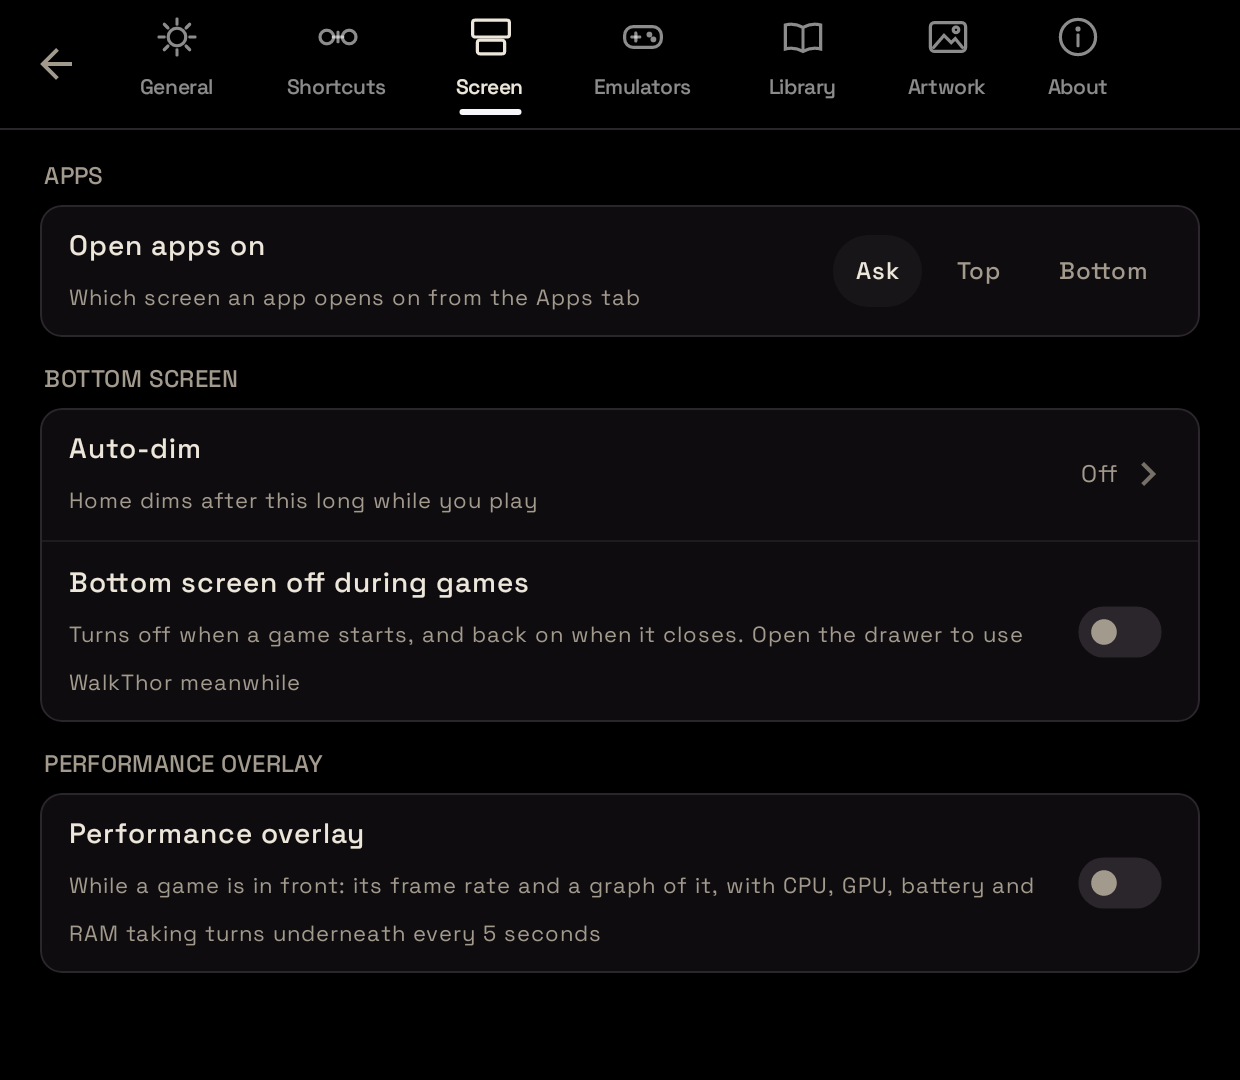 General
Shortcuts
Screen
Emulators
Library
Artwork
About
APPS
Open apps on
Which screen an app opens on from the Apps tab
Ask
Top
Bottom
BOTTOM SCREEN
Auto-dim
Home dims after this long while you play
Off
Bottom screen off during games
Turns off when a game starts, and back on when it closes. Open the drawer to use
WalkThor meanwhile
PERFORMANCE OVERLAY
Performance overlay
While a game is in front: its frame rate and a graph of it, with CPU, GPU, battery and
RAM taking turns underneath every 5 seconds